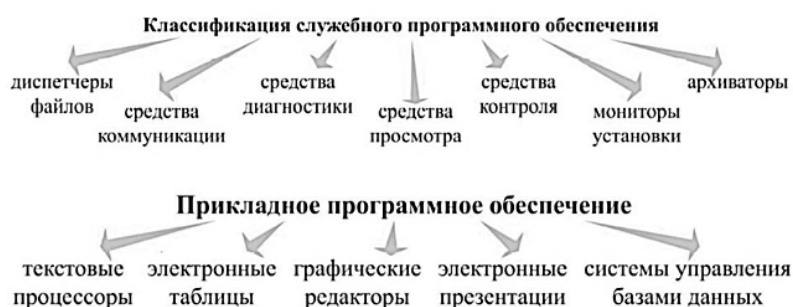 Классификация служебного программного обеспечения
диспетчеры
файлов
средства
коммуникации
средства
диагностики
средства
просмотра
средства
контроля
мониторы
установки
архиваторы
Прикладное программное обеспечение
текстовые
процессоры
электронные
таблицы
графические
редакторы
электронные
презентации
системы управления
базами данных